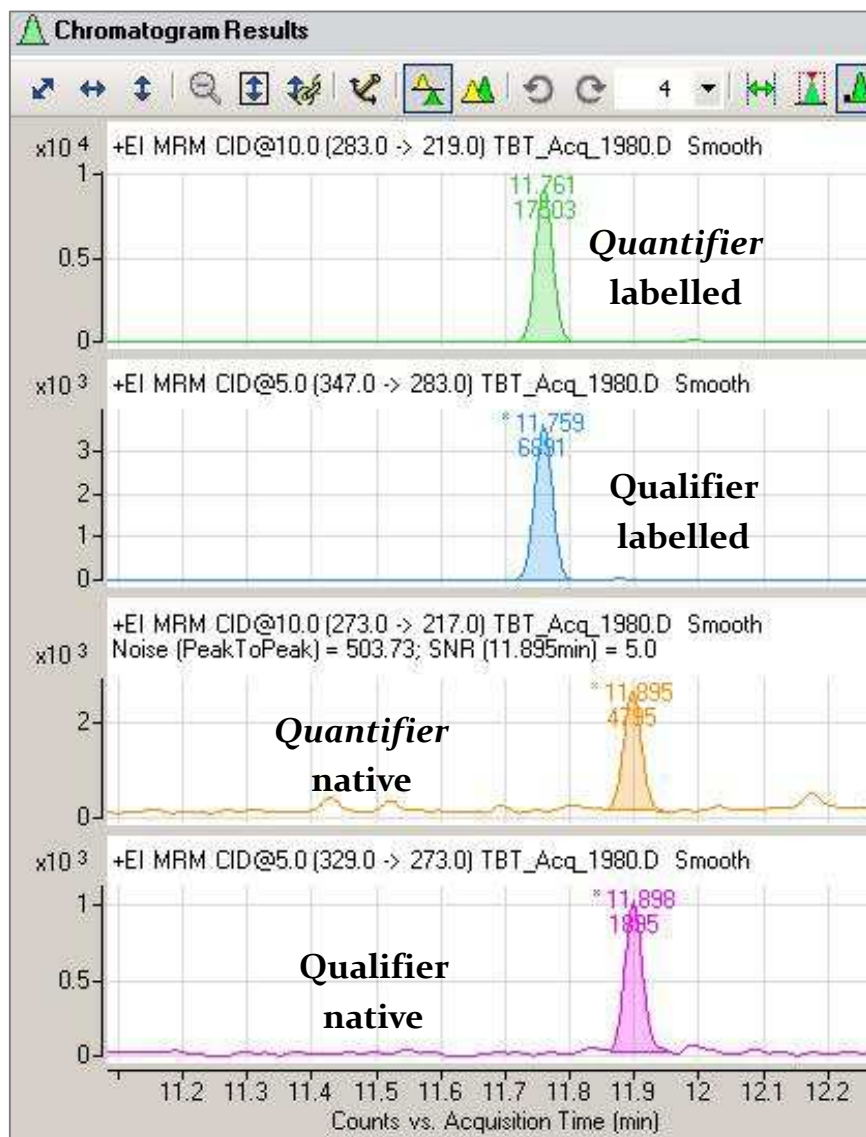 Chromatogram Results
4
x10 4 +EI MRM CID@10.0 (283.0 -> 219.0) TBT_Acq_1980.D Smooth
1
11.761
17503
0.5
0
Quantifier
labelled
x10 3 +EI MRM CID@5.0 (347.0 -> 283.0) TBT_Acq_1980.D Smooth
* 11.759
6891
3
2
1
0
Qualifier
labelled
+EI MRM CID@10.0 (273.0 -> 217.0) TBT_Acq_1980.D Smooth
x10 3 Noise (PeakToPeak) = 503.73; SNR (11.895min) = 5.0
* 11.895
4795
2
0
Quantifier
native
x10 3 +EI MRM CID@5.0 (329.0 -> 273.0) TBT_Acq_1980.D Smooth
* 11.898
1895
1
0.5
0
Qualifier
native
11.2 11.3 11.4 11.5 11.6 11.7 11.8 11.9 12 12.1 12.2
Counts vs. Acquisition Time (min)